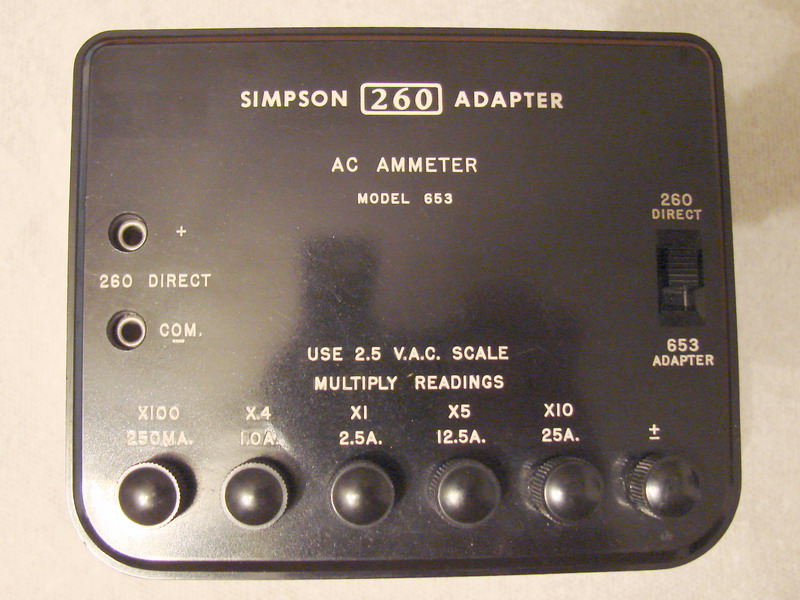 SIMPSON 260 ADAPTER
AC AMMETER
MODEL 653
260
DIRECT
+
260 DIRECT
COM.
-
653
ADAPTER
USE 2.5 V.A.C. SCALE
MULTIPLY READINGS
X100 X.4 X1 X5 X10
250MA. 1.0A. 2.5A. 12.5A. 25A. ±